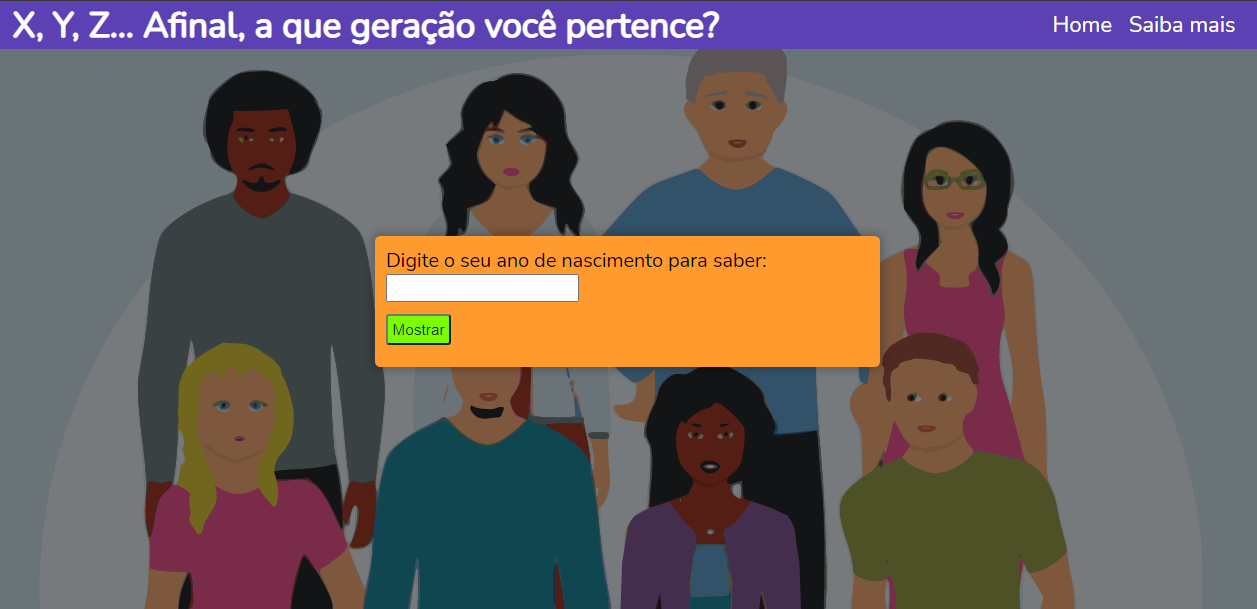 X, Y, Z... Afinal, a que geração você pertence?
Home Saiba mais
Digite o seu ano de nascimento para saber:
Mostrar